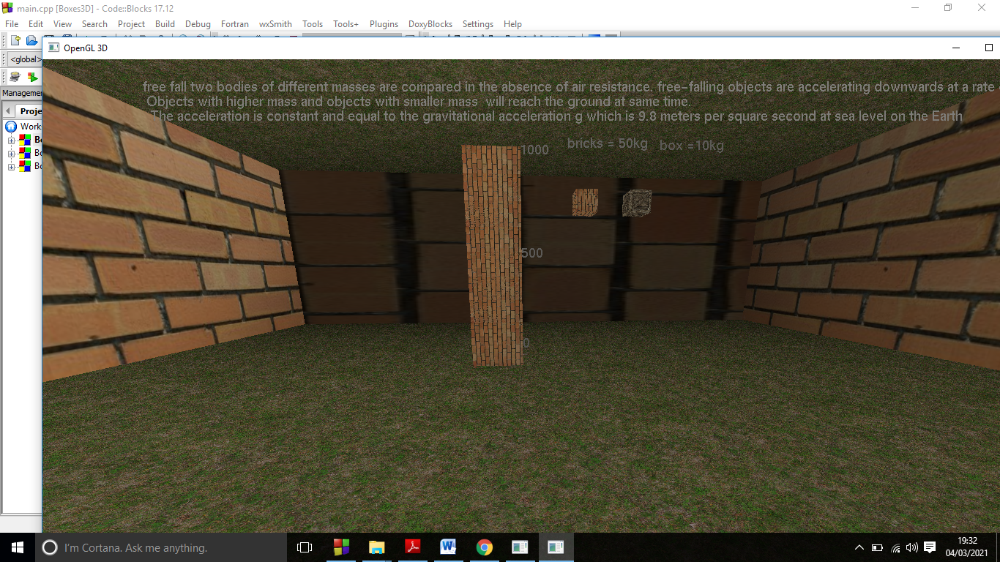 main.cpp [Boxes3D] - Code::Blocks 17.12
File Edit View Search Project Build Debug Fortran wxSmith Tools Tools+ Plugins DoxyBlocks Settings Help
OpenGL 3D
<global>
free fall two bodies of different masses are compared in the absence of air resistance. free-falling objects are accelerating downwards at a rate
Objects with higher mass and objects with smaller mass will reach the ground at same time.
The acceleration is constant and equal to the gravitational acceleration g which is 9.8 meters per square second at sea level on the Earth
Managemen
Proje
Works
Bo
Bo
Bo
bricks = 50kg box =10kg
1000
500
0
I'm Cortana. Ask me anything.
19:32
04/03/2021